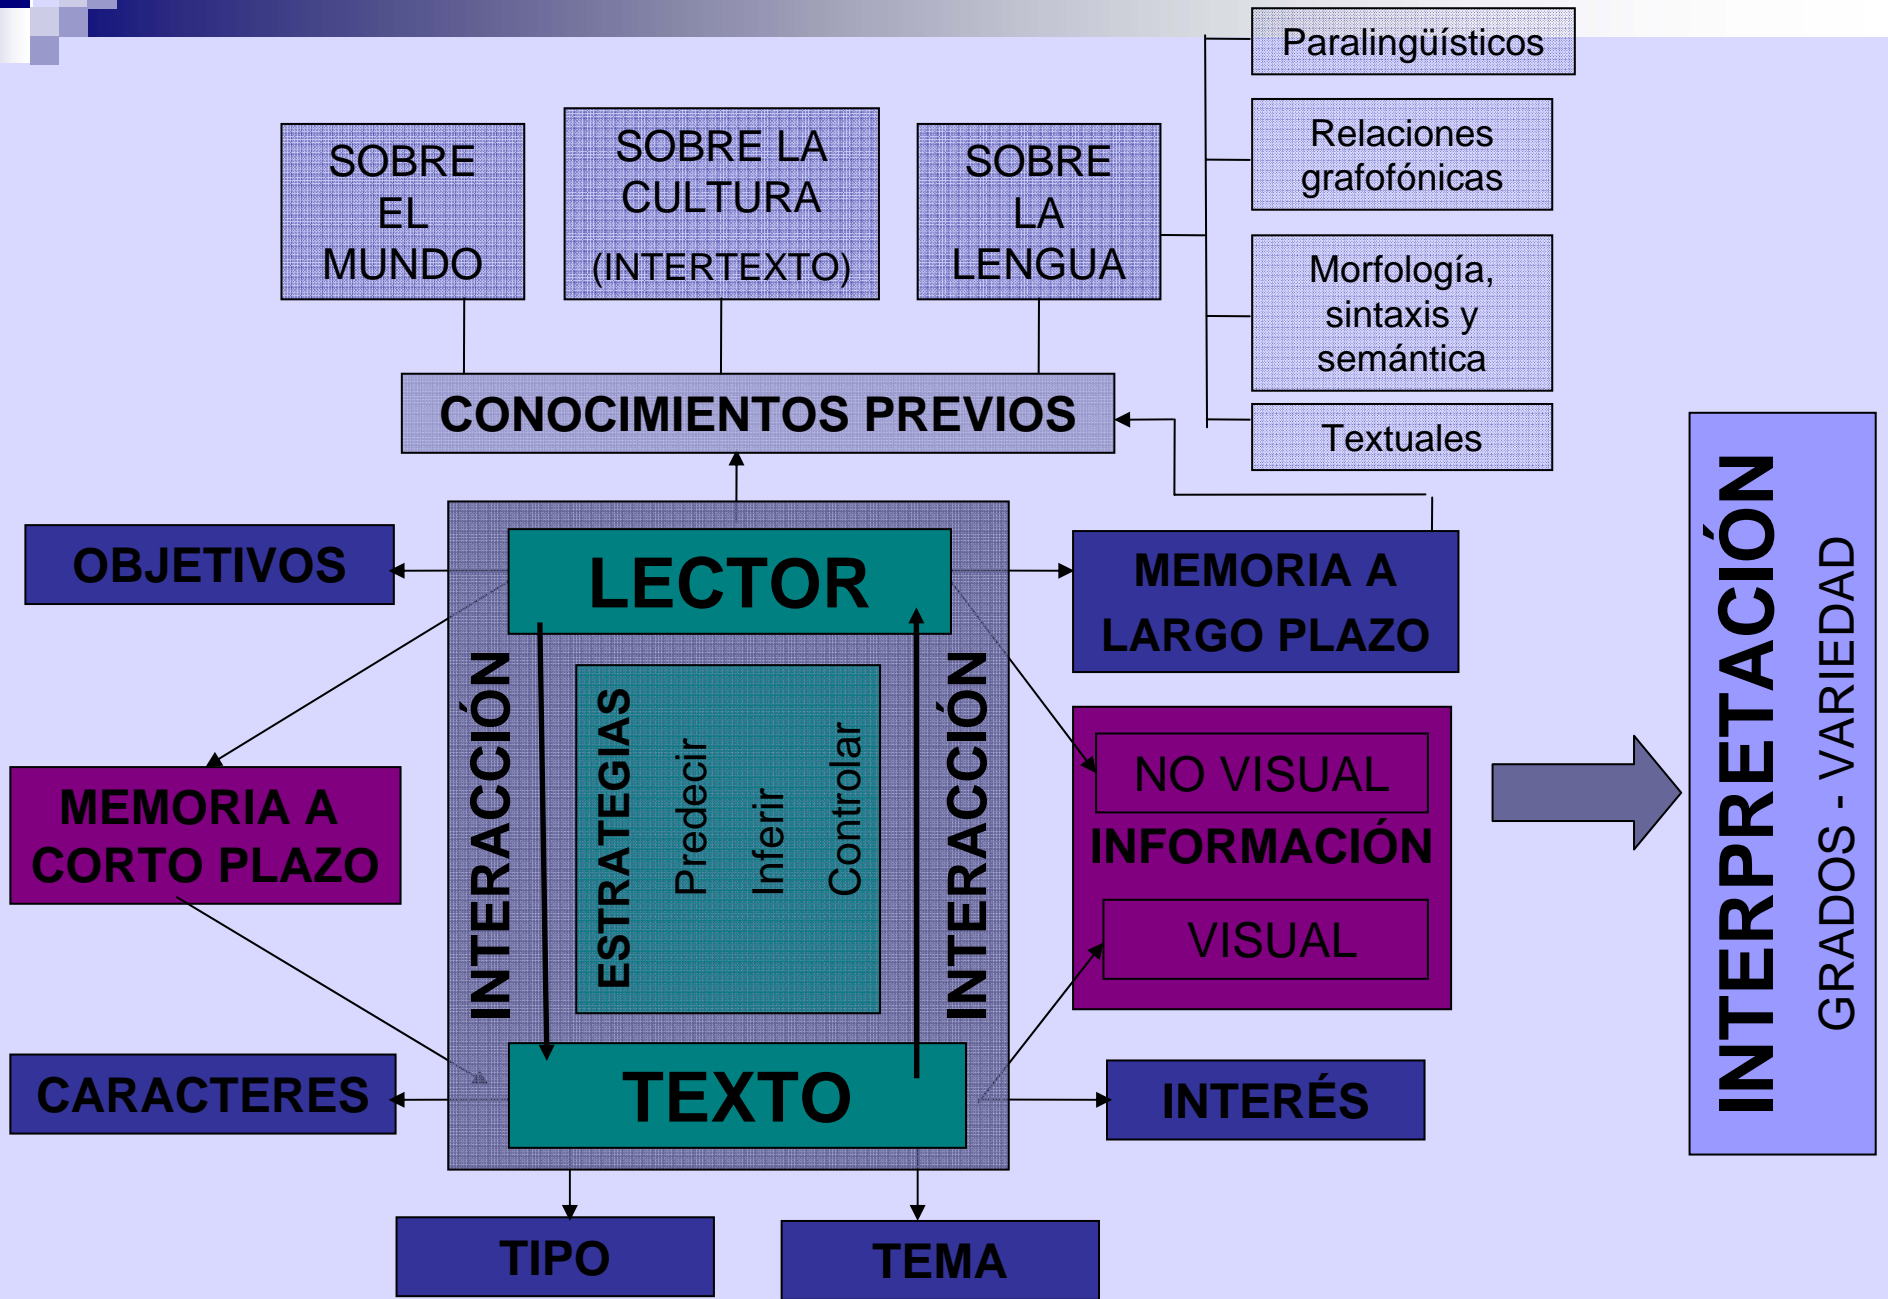 Paralingüísticos
Relaciones
grafofónicas
Morfología,
sintaxis y
semántica
Textuales
SOBRE
EL
MUNDO
SOBRE LA
CULTURA
(INTERTEXTO)
SOBRE
LA
LENGUA
CONOCIMIENTOS PREVIOS
OBJETIVOS
LECTOR
MEMORIA A
LARGO PLAZO
MEMORIA A
CORTO PLAZO
INTERACCIÓN
ESTRATEGIAS
Predecir
Inferir
Controlar
INTERACCIÓN
NO VISUAL
INFORMACIÓN
VISUAL
CARACTERES
TEXTO
INTERÉS
TIPO
TEMA
INTERPRETACIÓN
GRADOS - VARIEDAD